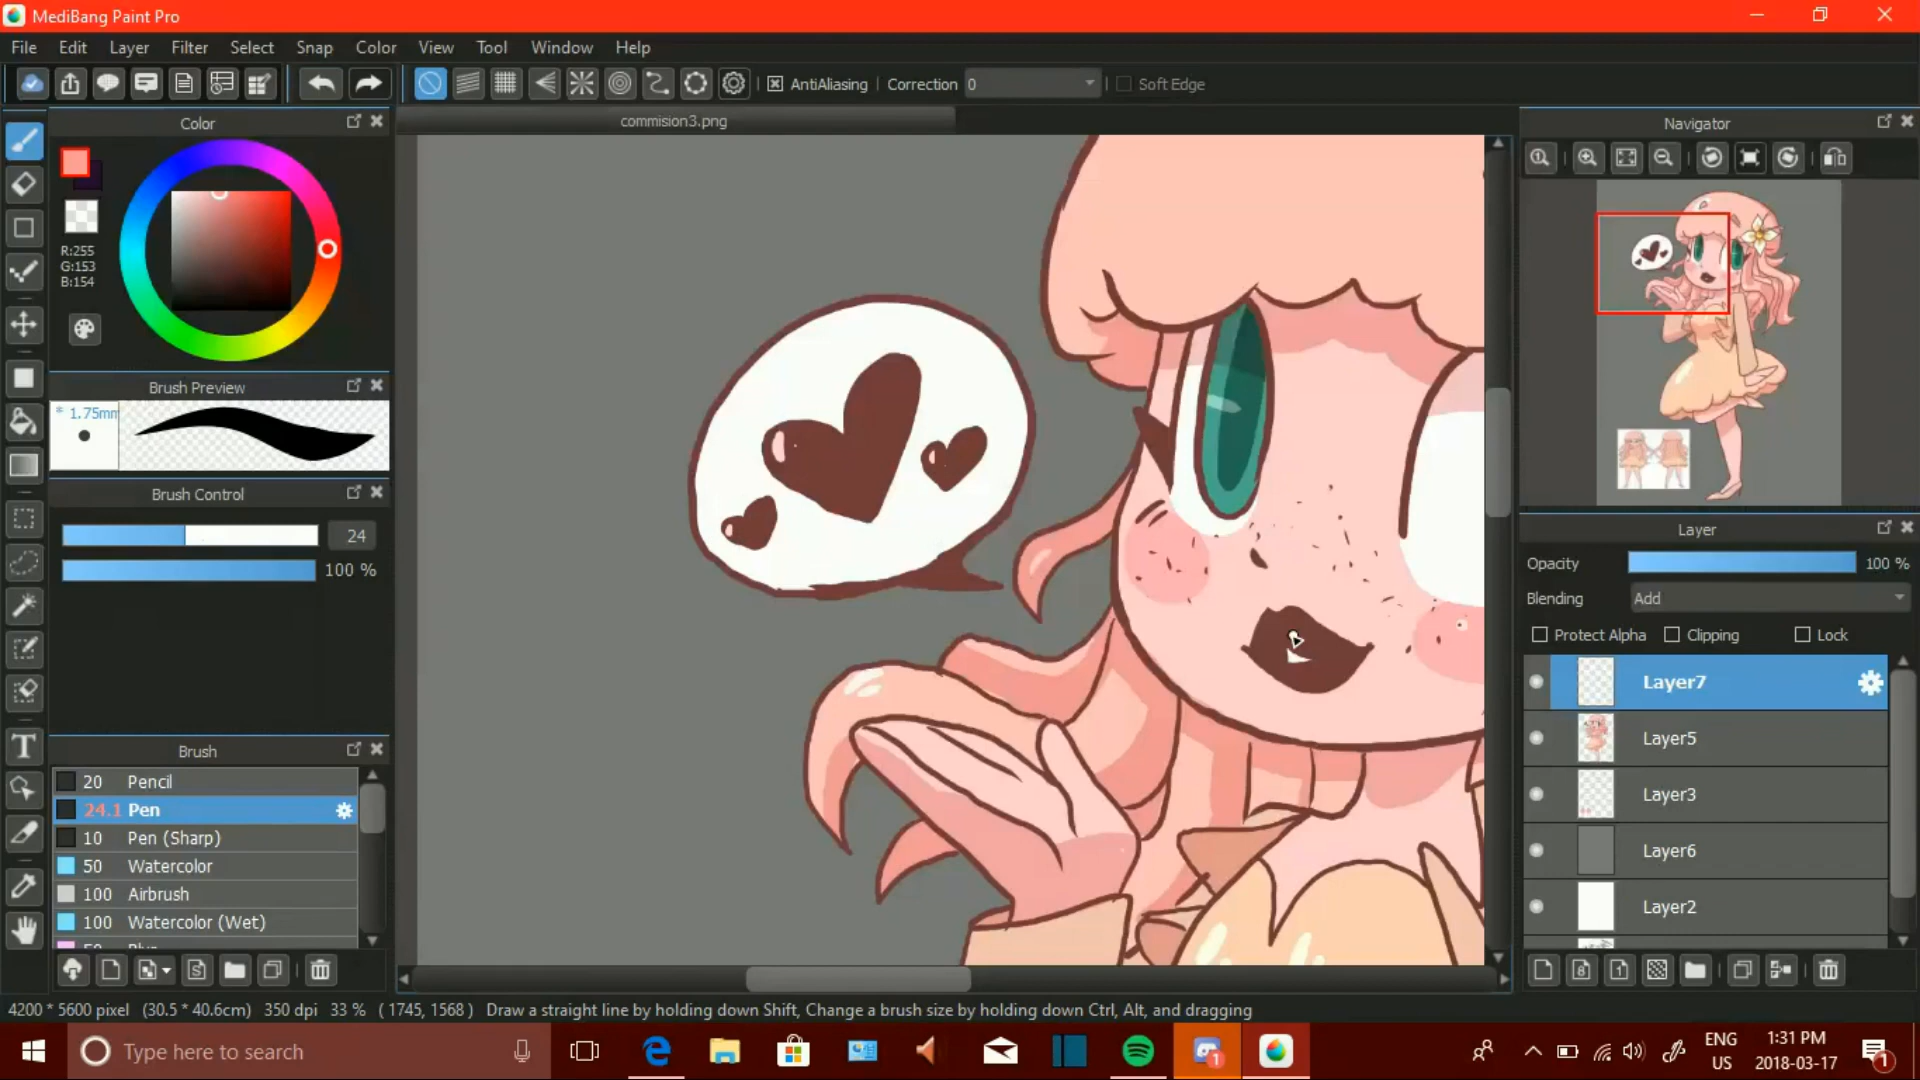 MediBang Paint Pro
File Edit Layer Filter Select Snap Color View Tool Window Help
AntiAliasing Correction 0 Soft Edge
commision3.png
Color
R:255
G:153
B:154
Brush Preview
* 1.75mm
Brush Control
24
100 %
Brush
20 Pencil
24.1 Pen
10 Pen (Sharp)
50 Watercolor
100 Airbrush
100 Watercolor (Wet)
Navigator
Layer
Opacity 100 %
Blending Add
Protect Alpha Clipping Lock
Layer7
Layer5
Layer3
Layer6
Layer2
4200 * 5600 pixel (30.5 * 40.6cm) 350 dpi 33 % ( 1745, 1568 ) Draw a straight line by holding down Shift, Change a brush size by holding down Ctrl, Alt, and dragging
Type here to search
ENG
US
1:31 PM
2018-03-17
1
1